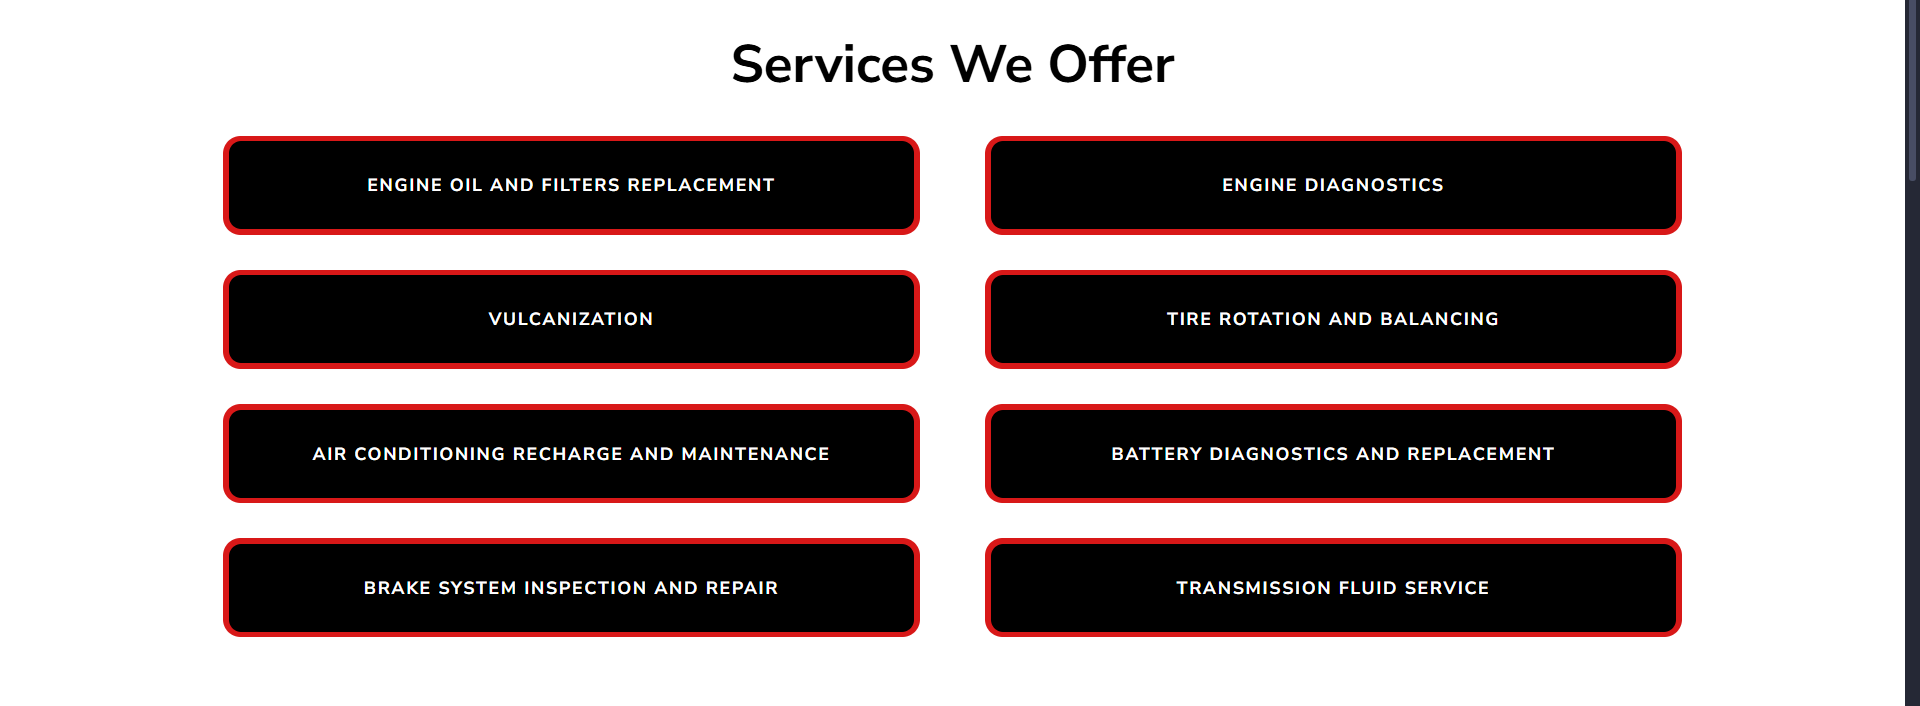 Services We Offer
ENGINE OIL AND FILTERS REPLACEMENT
ENGINE DIAGNOSTICS
VULCANIZATION
TIRE ROTATION AND BALANCING
AIR CONDITIONING RECHARGE AND MAINTENANCE
BATTERY DIAGNOSTICS AND REPLACEMENT
BRAKE SYSTEM INSPECTION AND REPAIR
TRANSMISSION FLUID SERVICE